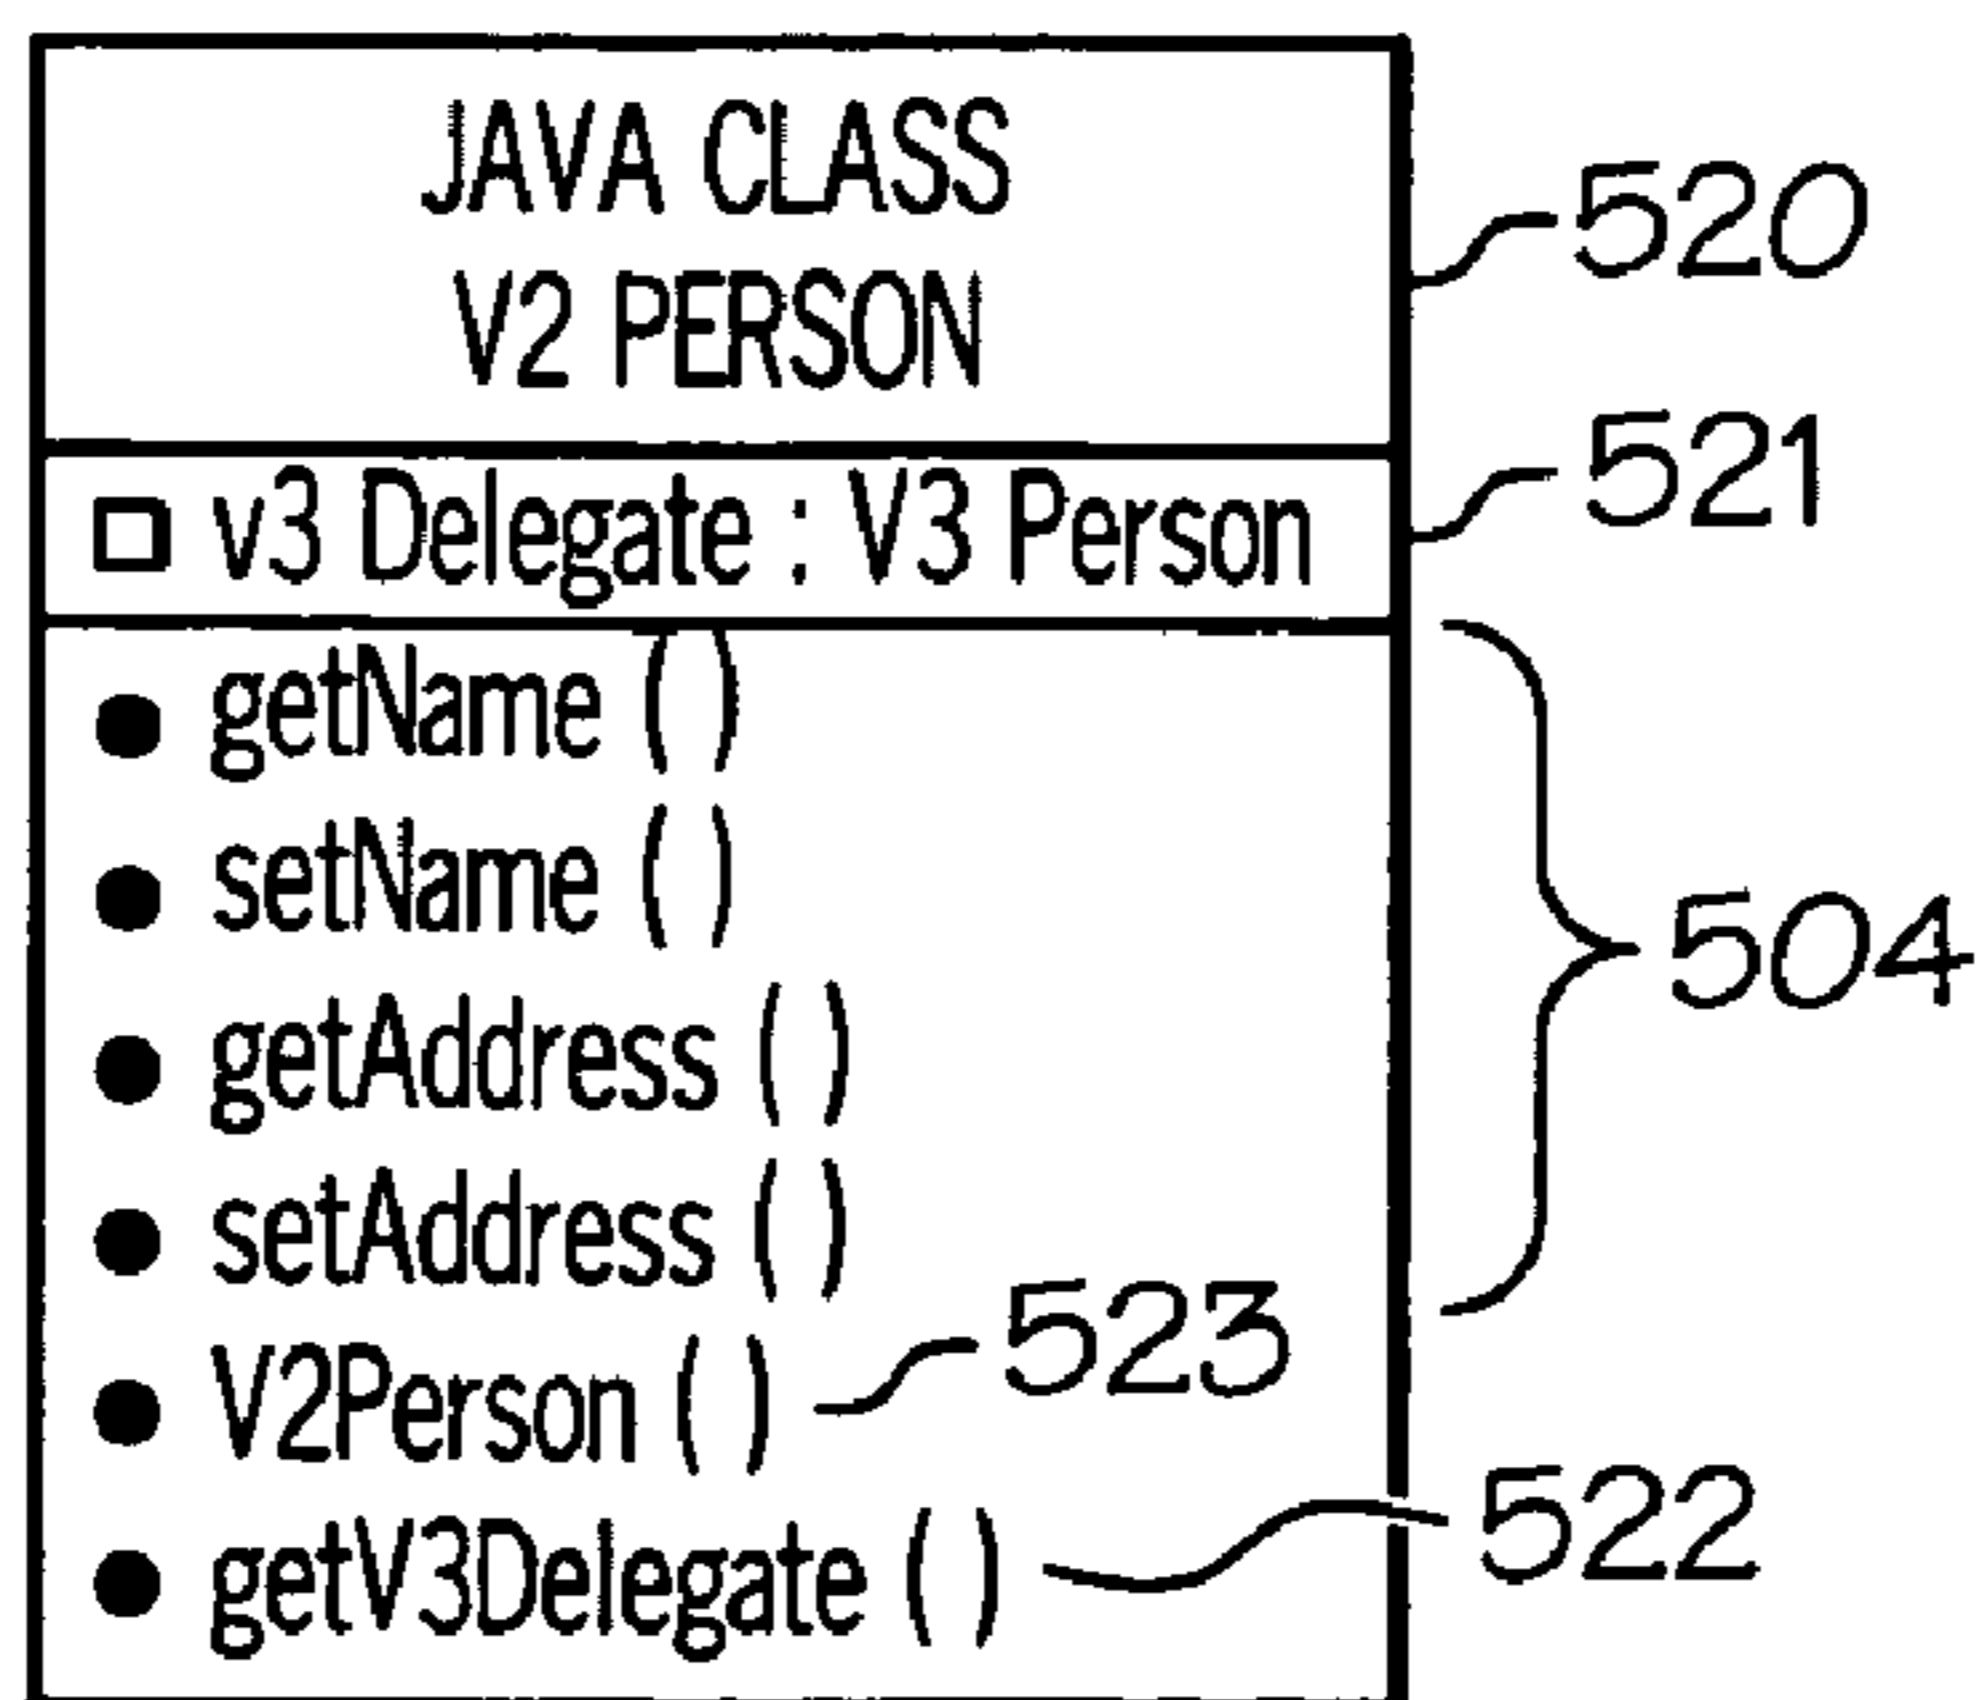 JAVA CLASS
V2 PERSON
520
v3 Delegate : V3 Person
521
getName ( )
setName ( )
getAddress ( )
setAddress ( )
504
V2Person ( )
523
getV3Delegate ( )
522